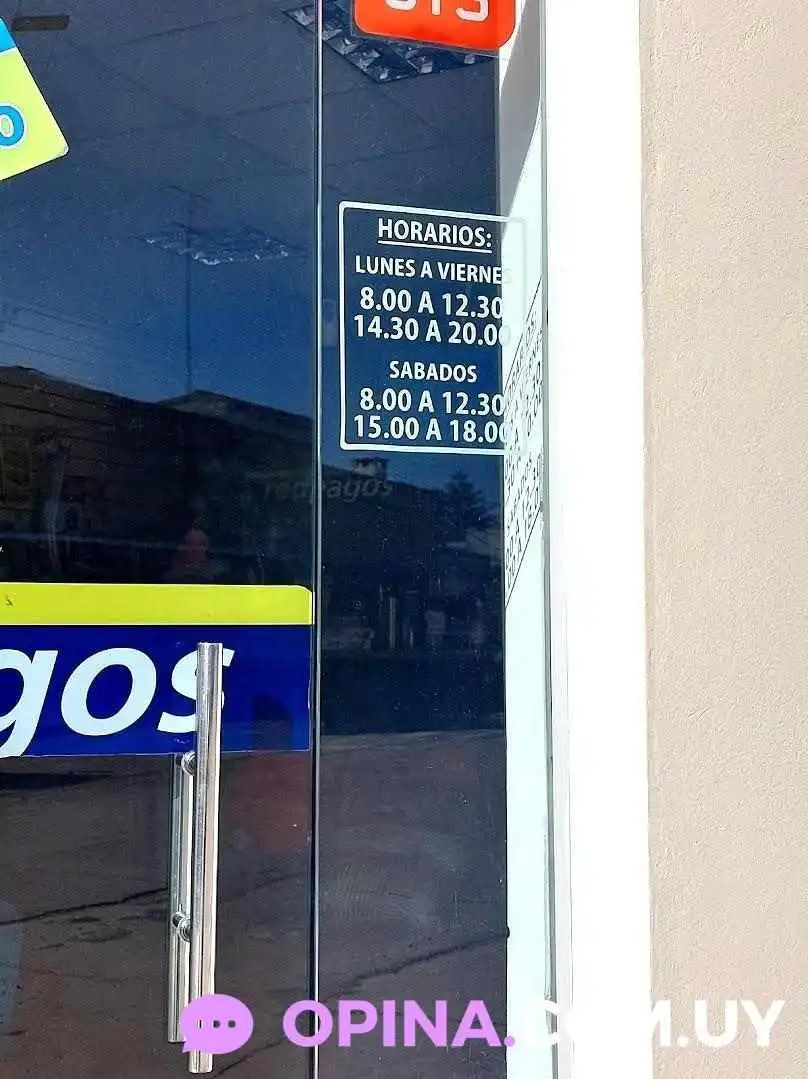 HORARIOS:
LUNES A VIERNES
8.00 A 12.30
14.30 A 20.00
SABADOS
8.00 A 12.30
15.00 A 18.00
redpagos
gos
OPINA.COM.UY